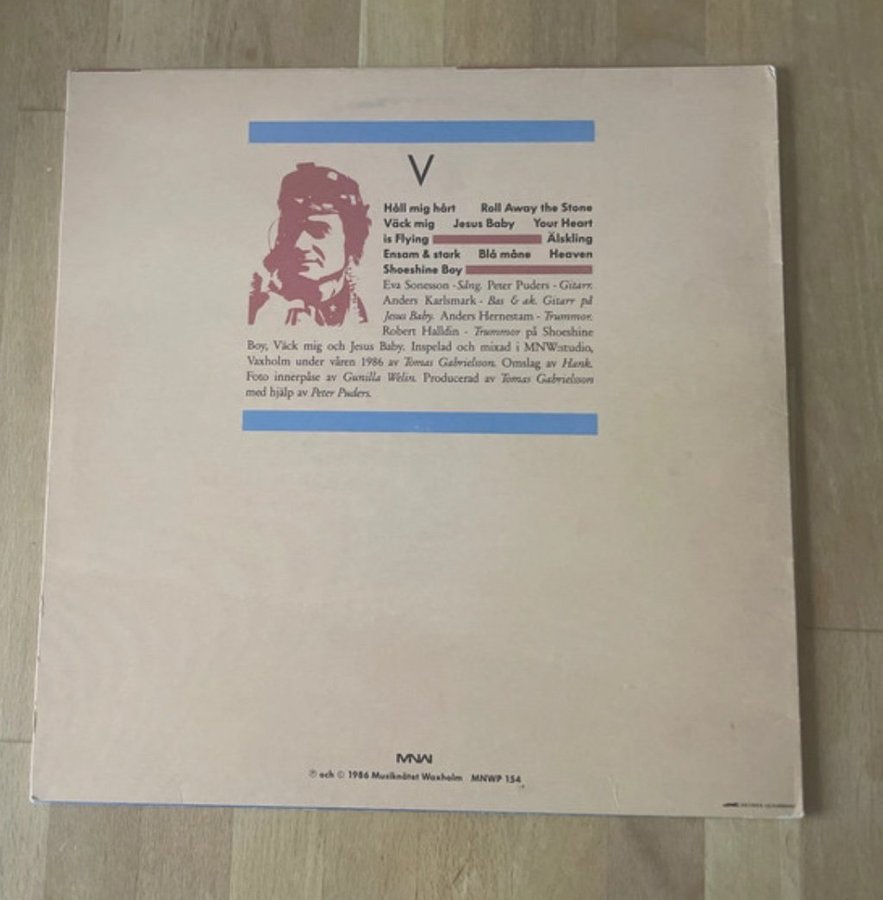 V
Håll mig hårt Roll Away the Stone
Väck mig Jesus Baby Your Heart
is Flying Älskling
Ensam & stark Blå måne Heaven
Shoeshine Boy
Eva Sonesson - Sång. Peter Puders - Gitarr.
Anders Karlsmark - Bas & ak. Gitarr på
Jesus Baby. Anders Hernestam - Trummor.
Robert Halldin - Trummor på Shoeshine
Boy, Väck mig och Jesus Baby. Inspelad och mixad i MNW:studio,
Vaxholm under våren 1986 av Tomas Gabrielsson. Omslag av Hank.
Foto innerpåse av Gunilla Welin. Producerad av Tomas Gabrielsson
med hjälp av Peter Puders.
MNW
℗ och © 1986 Musiknätet Waxholm MNWP 154